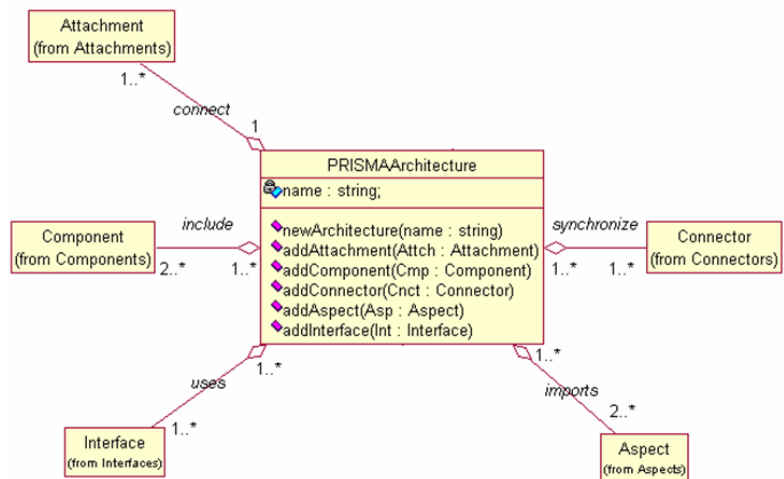 Attachment
(from Attachments)
1..*
connect
1
PRISMAArchitecture
name : string;
newArchitecture(name : string)
addAttachment(Attch : Attachment)
addComponent(Cmp : Component)
addConnector(Cnct : Connector)
addAspect(Asp : Aspect)
addInterface(Int : Interface)
Component
(from Components)
include
2..*
1..*
synchronize
1..*
1..*
Connector
(from Connectors)
1..*
uses
1..*
Interface
(from Interfaces)
1..*
imports
2..*
Aspect
(from Aspects)